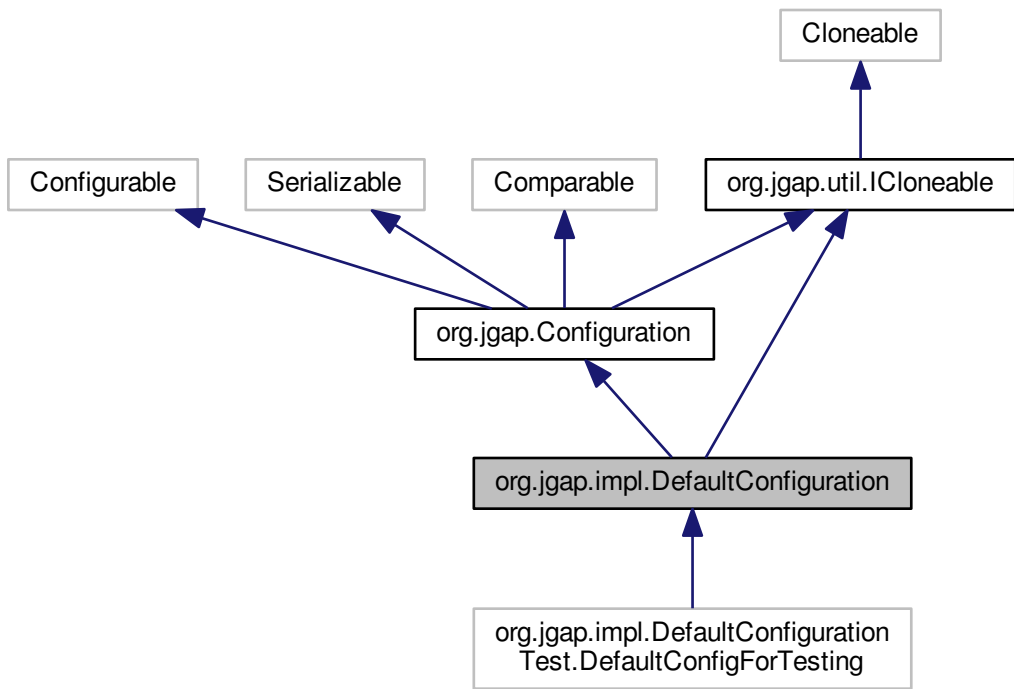 Cloneable
Configurable
Serializable
Comparable
org.jgap.util.ICloneable
org.jgap.Configuration
org.jgap.impl.DefaultConfiguration
org.jgap.impl.DefaultConfiguration
Test.DefaultConfigForTesting